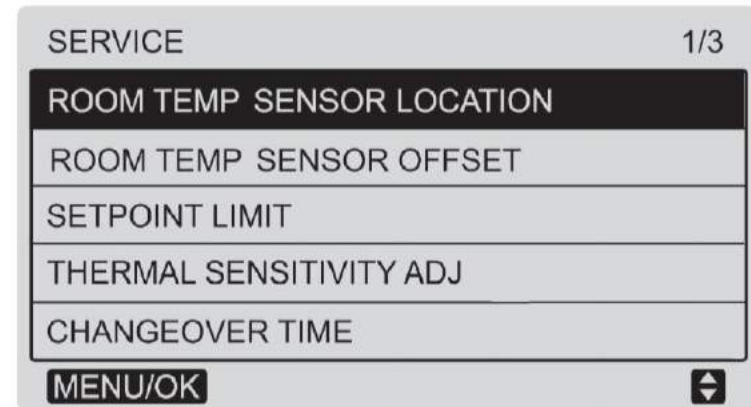 SERVICE 1/3
ROOM TEMP SENSOR LOCATION
ROOM TEMP SENSOR OFFSET
SETPOINT LIMIT
THERMAL SENSITIVITY ADJ
CHANGEOVER TIME
MENU/OK